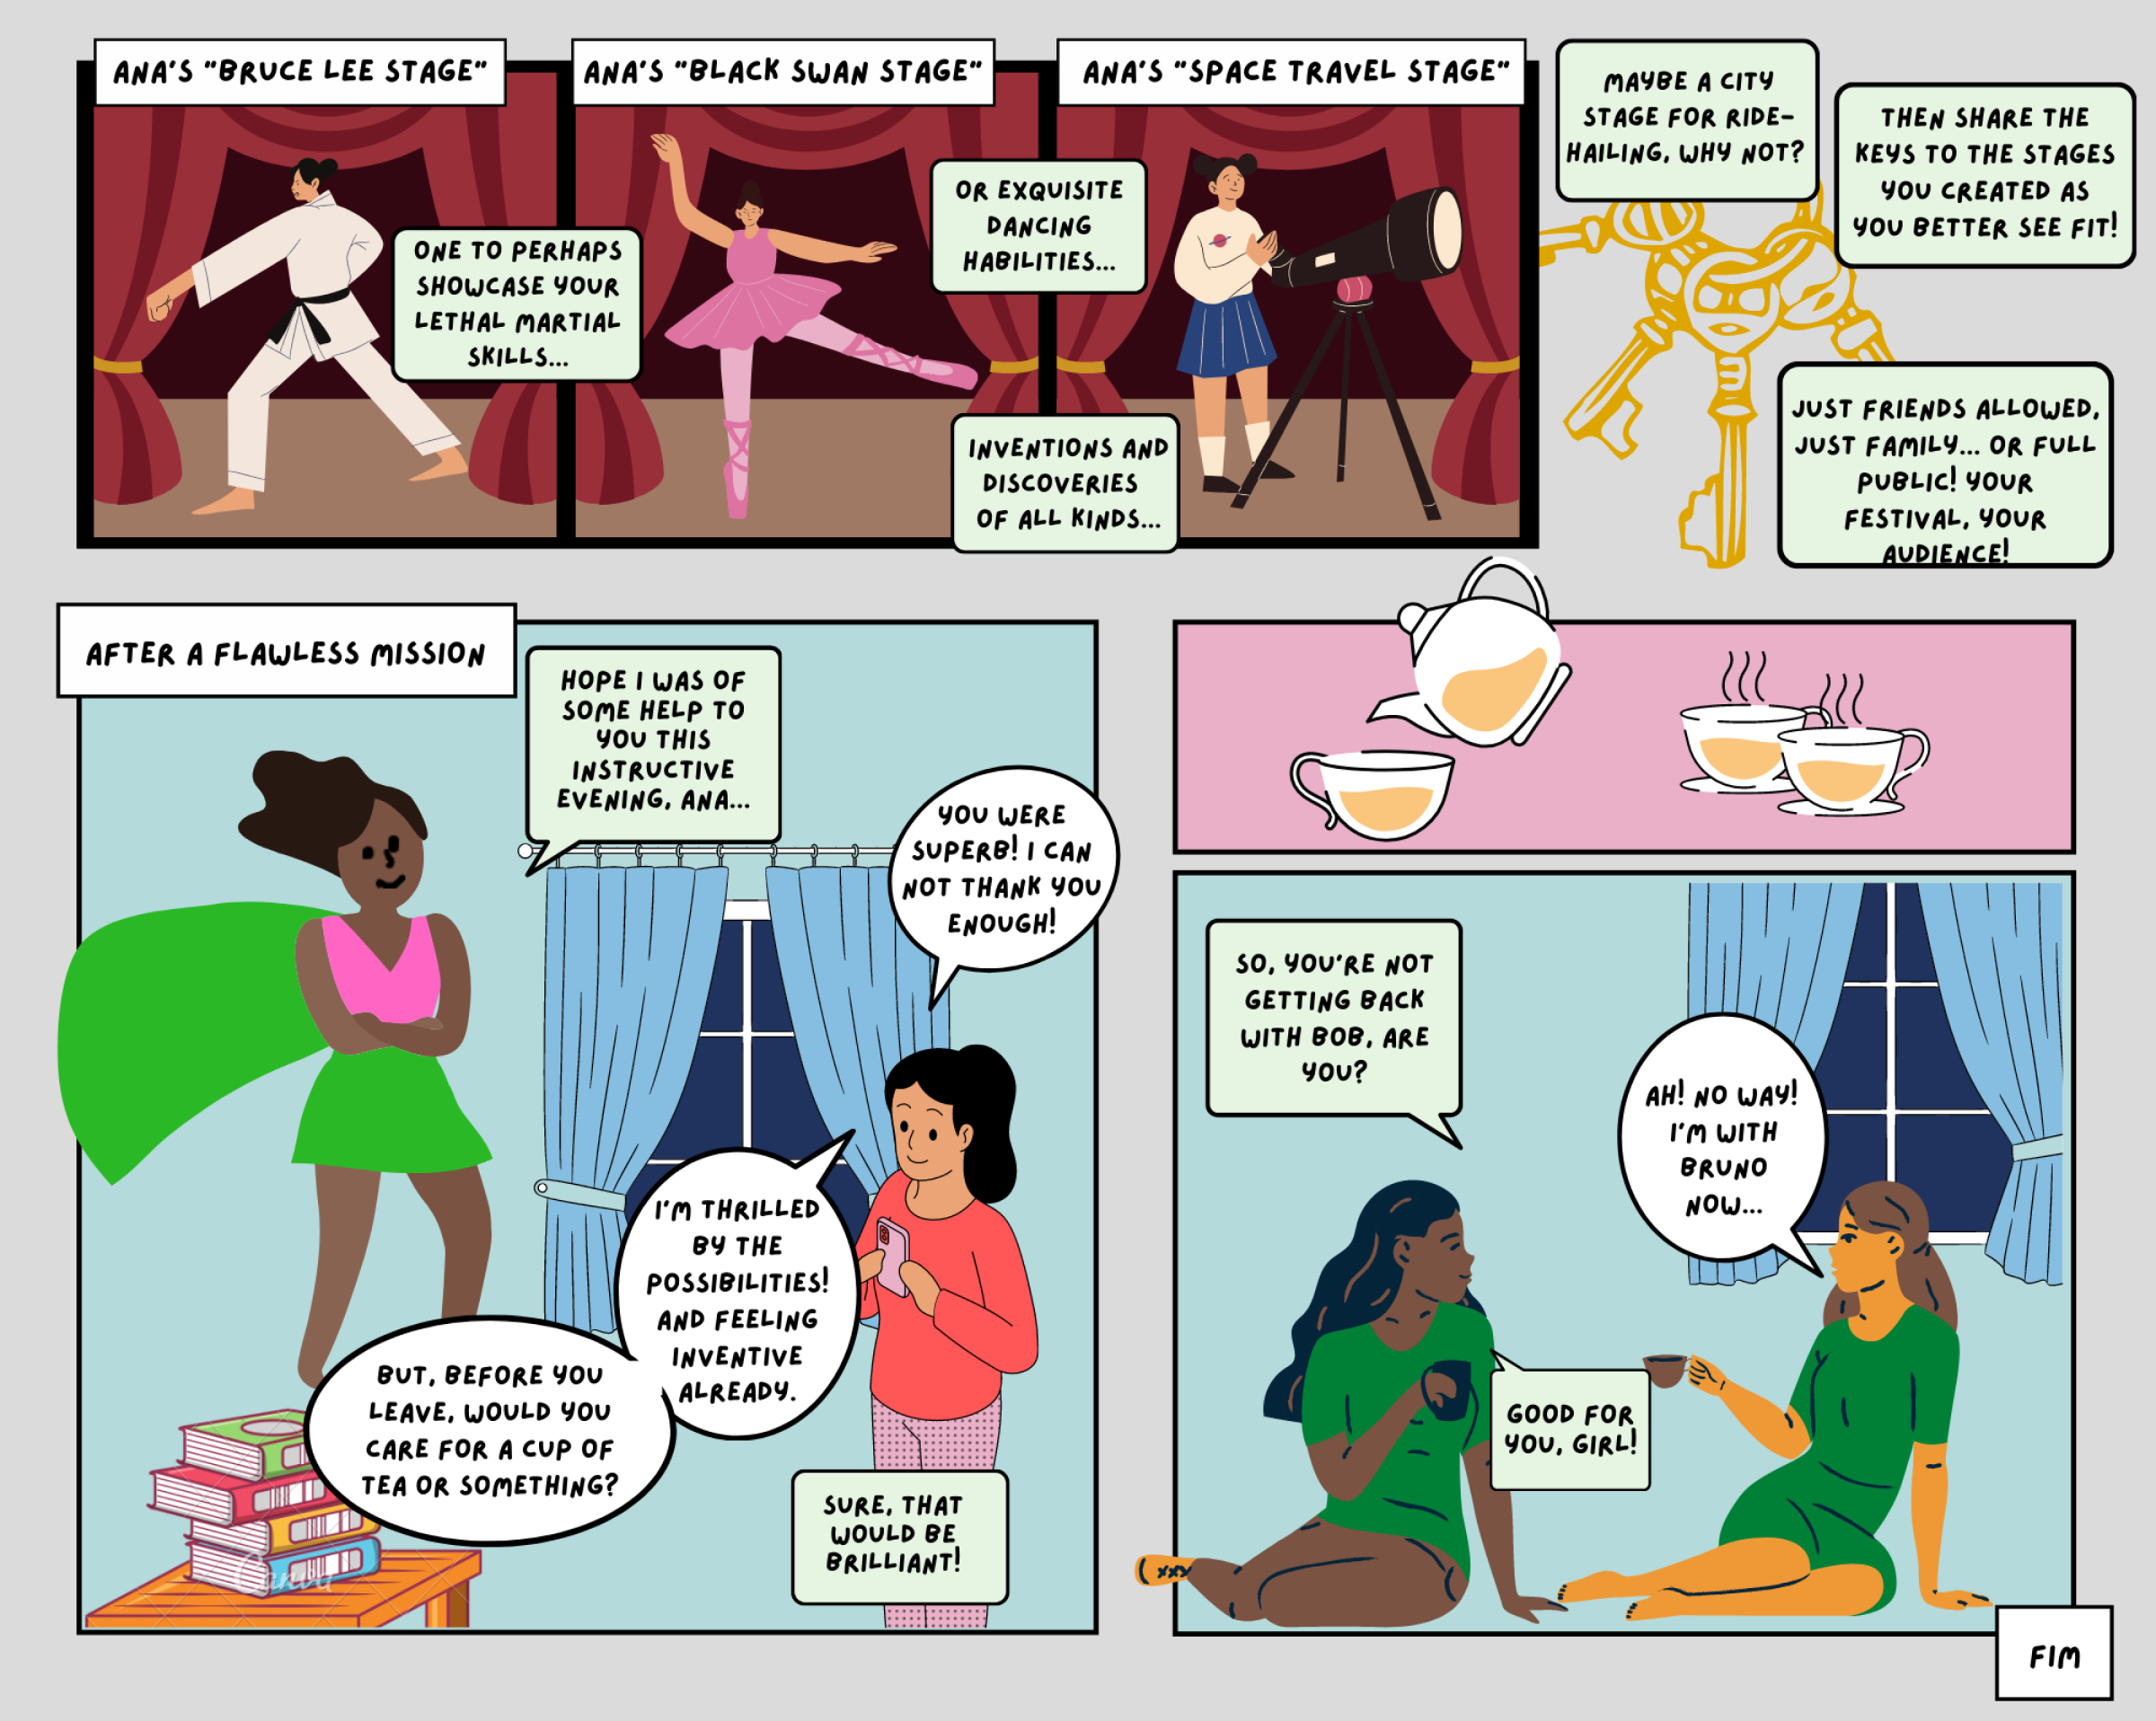 ANA'S "BRUCE LEE STAGE"
ONE TO PERHAPS
SHOWCASE YOUR
LETHAL MARTIAL
SKILLS...
ANA'S "BLACK SWAN STAGE"
OR EXQUISITE
DANCING
HABILITIES...
ANA'S "SPACE TRAVEL STAGE"
INVENTIONS AND
DISCOVERIES
OF ALL KINDS...
MAYBE A CITY
STAGE FOR RIDE-
HAILING, WHY NOT?
THEN SHARE THE
KEYS TO THE STAGES
YOU CREATED AS
YOU BETTER SEE FIT!
JUST FRIENDS ALLOWED,
JUST FAMILY... OR FULL
PUBLIC! YOUR
FESTIVAL, YOUR
AUDIENCE!
AFTER A FLAWLESS MISSION
HOPE I WAS OF
SOME HELP TO
YOU THIS
INSTRUCTIVE
EVENING, ANA...
YOU WERE
SUPERB! I CAN
NOT THANK YOU
ENOUGH!
I'M THRILLED
BY THE
POSSIBILITIES!
AND FEELING
INVENTIVE
ALREADY.
BUT, BEFORE YOU
LEAVE, WOULD YOU
CARE FOR A CUP OF
TEA OR SOMETHING?
SURE, THAT
WOULD BE
BRILLIANT!
Canva
SO, YOU'RE NOT
GETTING BACK
WITH BOB, ARE
YOU?
AH! NO WAY!
I'M WITH
BRUNO
NOW...
GOOD FOR
YOU, GIRL!
FIM